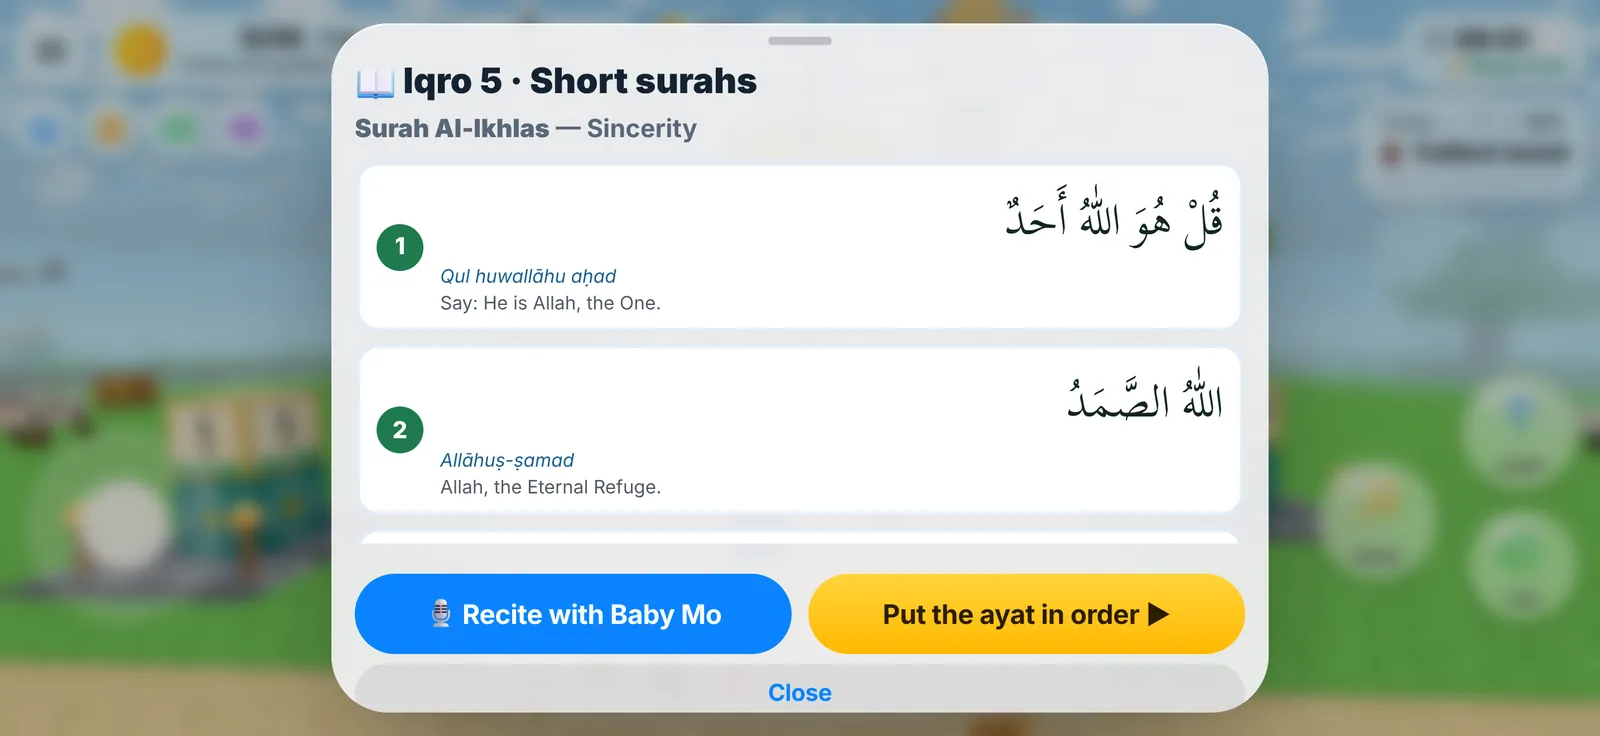 📖 Iqro 5 · Short surahs
Surah Al-Ikhlas — Sincerity
قُلْ هُوَ اللَّهُ أَحَدٌ
1
Qul huwallāhu aḥad
Say: He is Allah, the One.
اللَّهُ الصَّمَدُ
2
Allāhuṣ-ṣamad
Allah, the Eternal Refuge.
🎙️ Recite with Baby Mo
Put the ayat in order ▶
Close